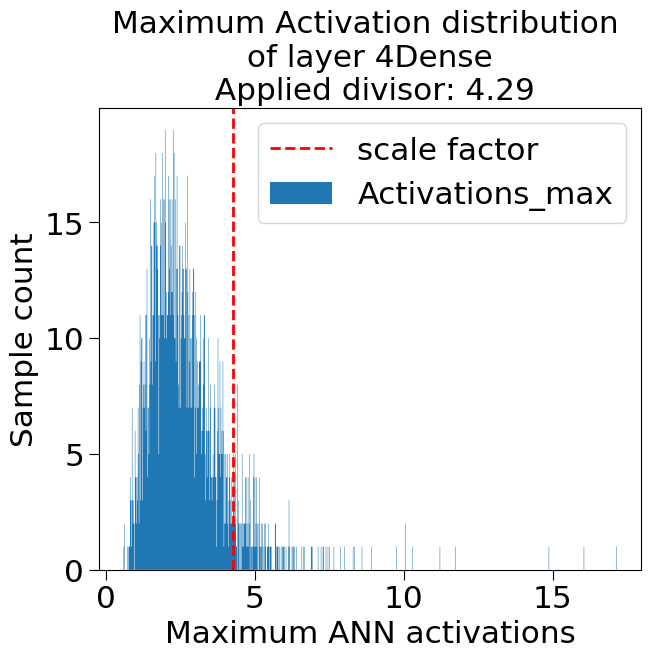 Maximum Activation distribution
of layer 4Dense
Applied divisor: 4.29
scale factor
Activations_max
Sample count
15
10
5
0
0 5 10 15
Maximum ANN activations